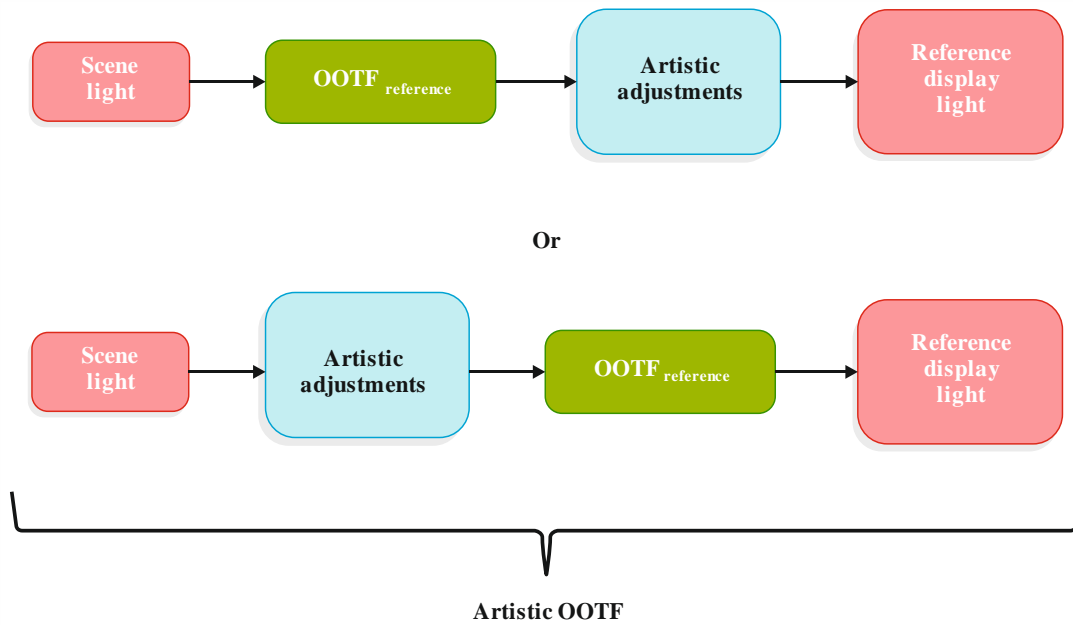 Scene
light
OOTF reference
Artistic
adjustments
Reference
display
light
Or
Scene
light
Artistic
adjustments
OOTF reference
Reference
display
light
Artistic OOTF